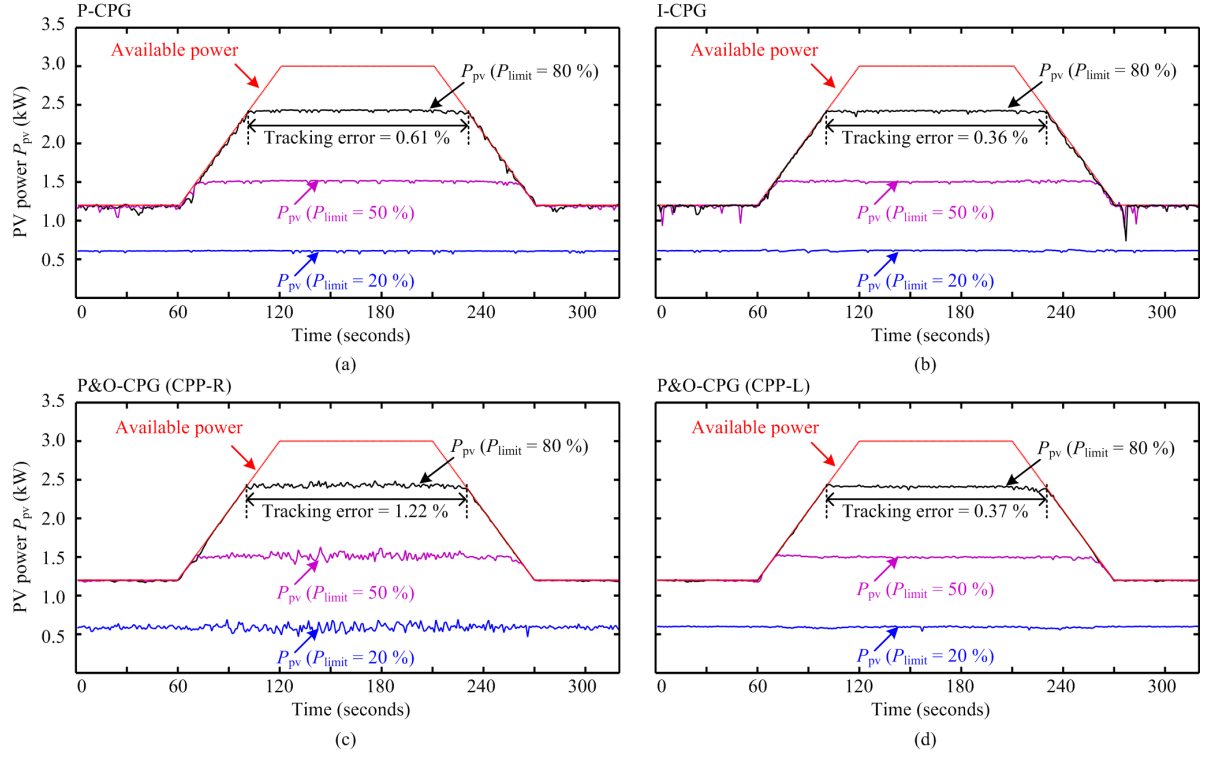 P-CPG
3.5
3.0
2.5
2.0
1.5
1.0
0.5
PV power Ppv (kW)
Available power
Ppv (Plimit = 80 %)
Tracking error = 0.61 %
Ppv (Plimit = 50 %)
Ppv (Plimit = 20 %)
0 60 120 180 240 300
Time (seconds)
(a)
I-CPG
Available power
Ppv (Plimit = 80 %)
Tracking error = 0.36 %
Ppv (Plimit = 50 %)
Ppv (Plimit = 20 %)
0 60 120 180 240 300
Time (seconds)
(b)
P&O-CPG (CPP-R)
3.5
3.0
2.5
2.0
1.5
1.0
0.5
PV power Ppv (kW)
Available power
Ppv (Plimit = 80 %)
Tracking error = 1.22 %
Ppv (Plimit = 50 %)
Ppv (Plimit = 20 %)
0 60 120 180 240 300
Time (seconds)
(c)
P&O-CPG (CPP-L)
Available power
Ppv (Plimit = 80 %)
Tracking error = 0.37 %
Ppv (Plimit = 50 %)
Ppv (Plimit = 20 %)
0 60 120 180 240 300
Time (seconds)
(d)